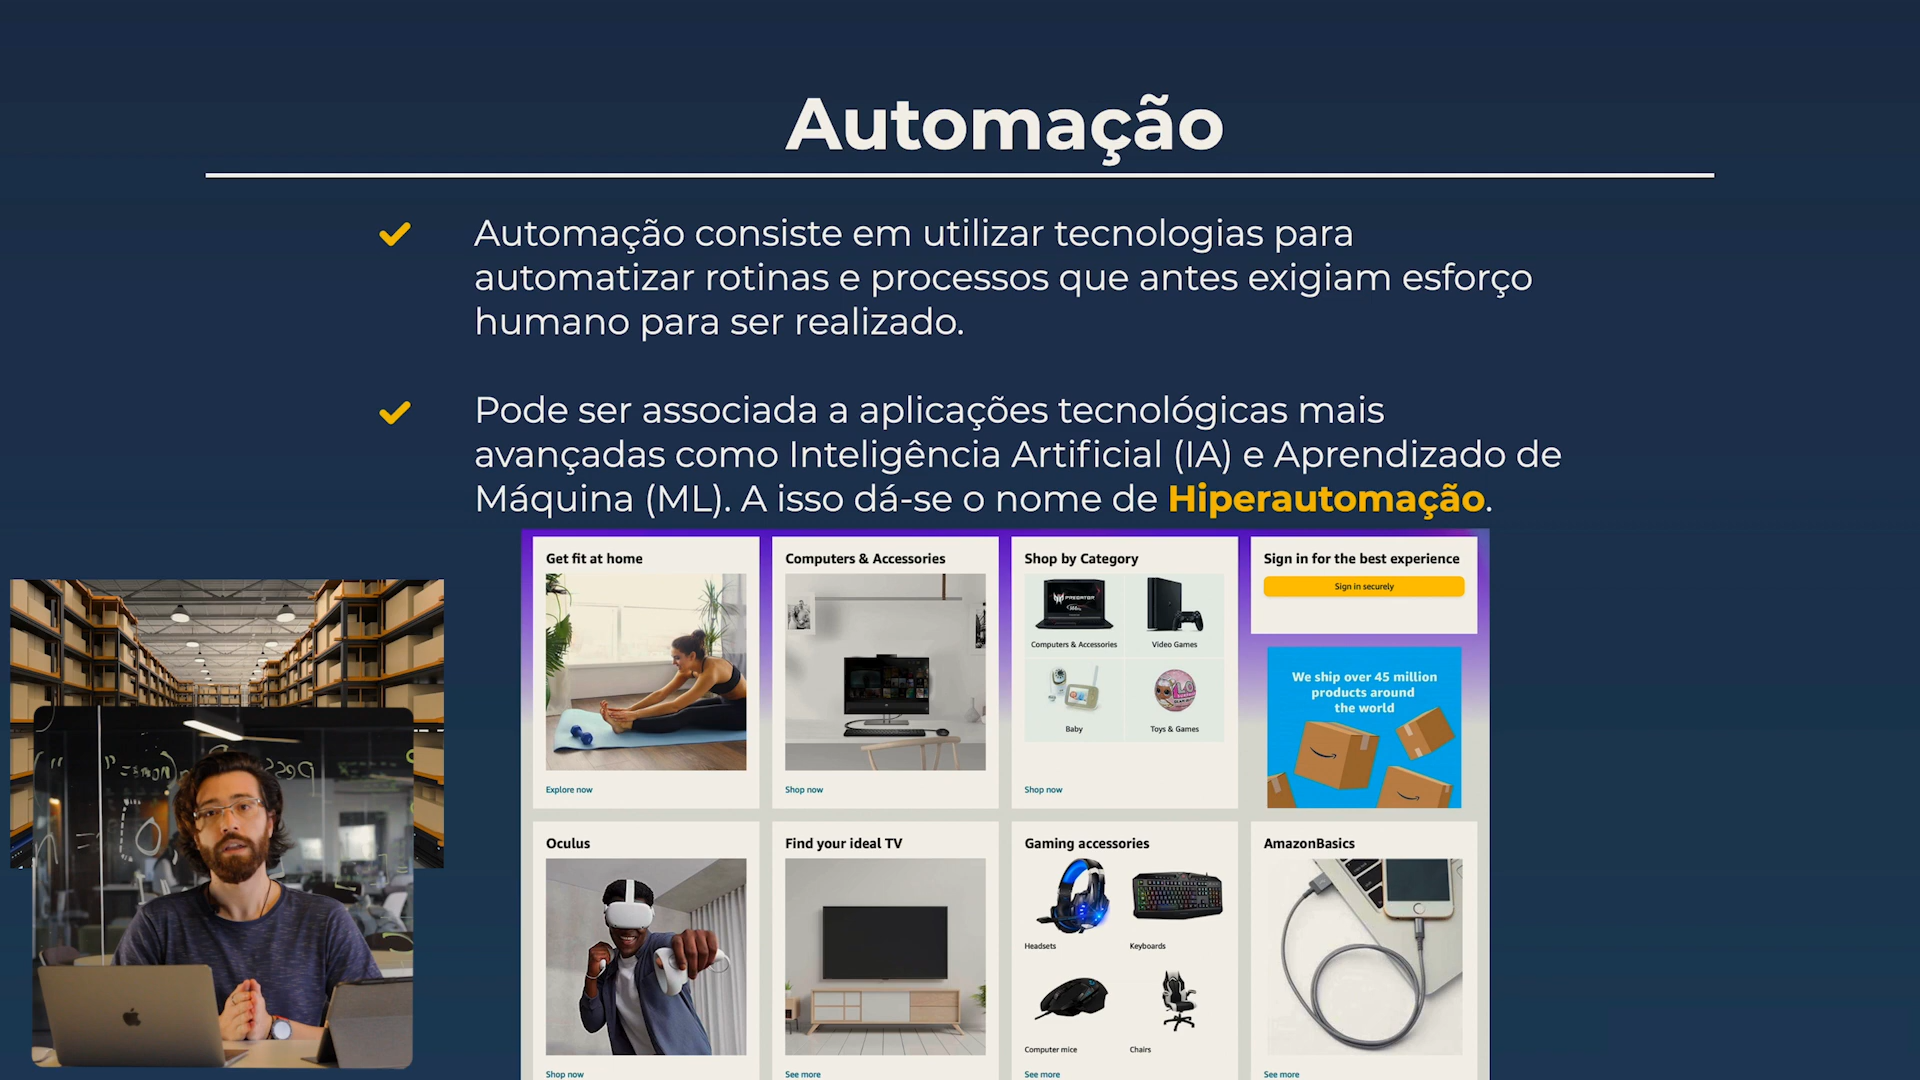 Automação
Automação consiste em utilizar tecnologias para
automatizar rotinas e processos que antes exigiam esforço
humano para ser realizado.
Pode ser associada a aplicações tecnológicas mais
avançadas como Inteligência Artificial (IA) e Aprendizado de
Máquina (ML). A isso dá-se o nome de Hiperautomação.
Get fit at home
Explore now
Computers & Accessories
Shop now
Shop by Category
PREDATOR
Computers & Accessories
Video Games
Baby
Toys & Games
Shop now
Sign in for the best experience
Sign in securely
We ship over 45 million
products around
the world
Oculus
Shop now
Find your ideal TV
See more
Gaming accessories
Headsets
Keyboards
Computer mice
Chairs
See more
AmazonBasics
See more